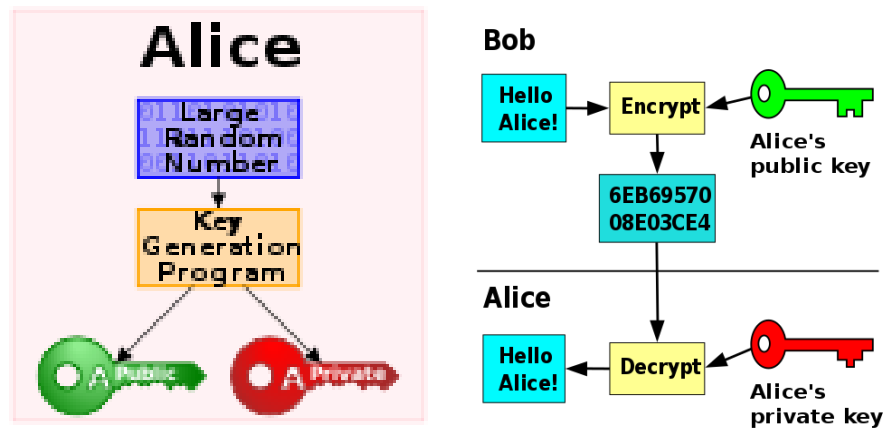 Alice
Large
Random
Number
Key
Generation
Program
A Public
A Private
Bob
Hello
Alice!
Encrypt
Alice's
public key
6EB69570
08E03CE4
Alice
Hello
Alice!
Decrypt
Alice's
private key